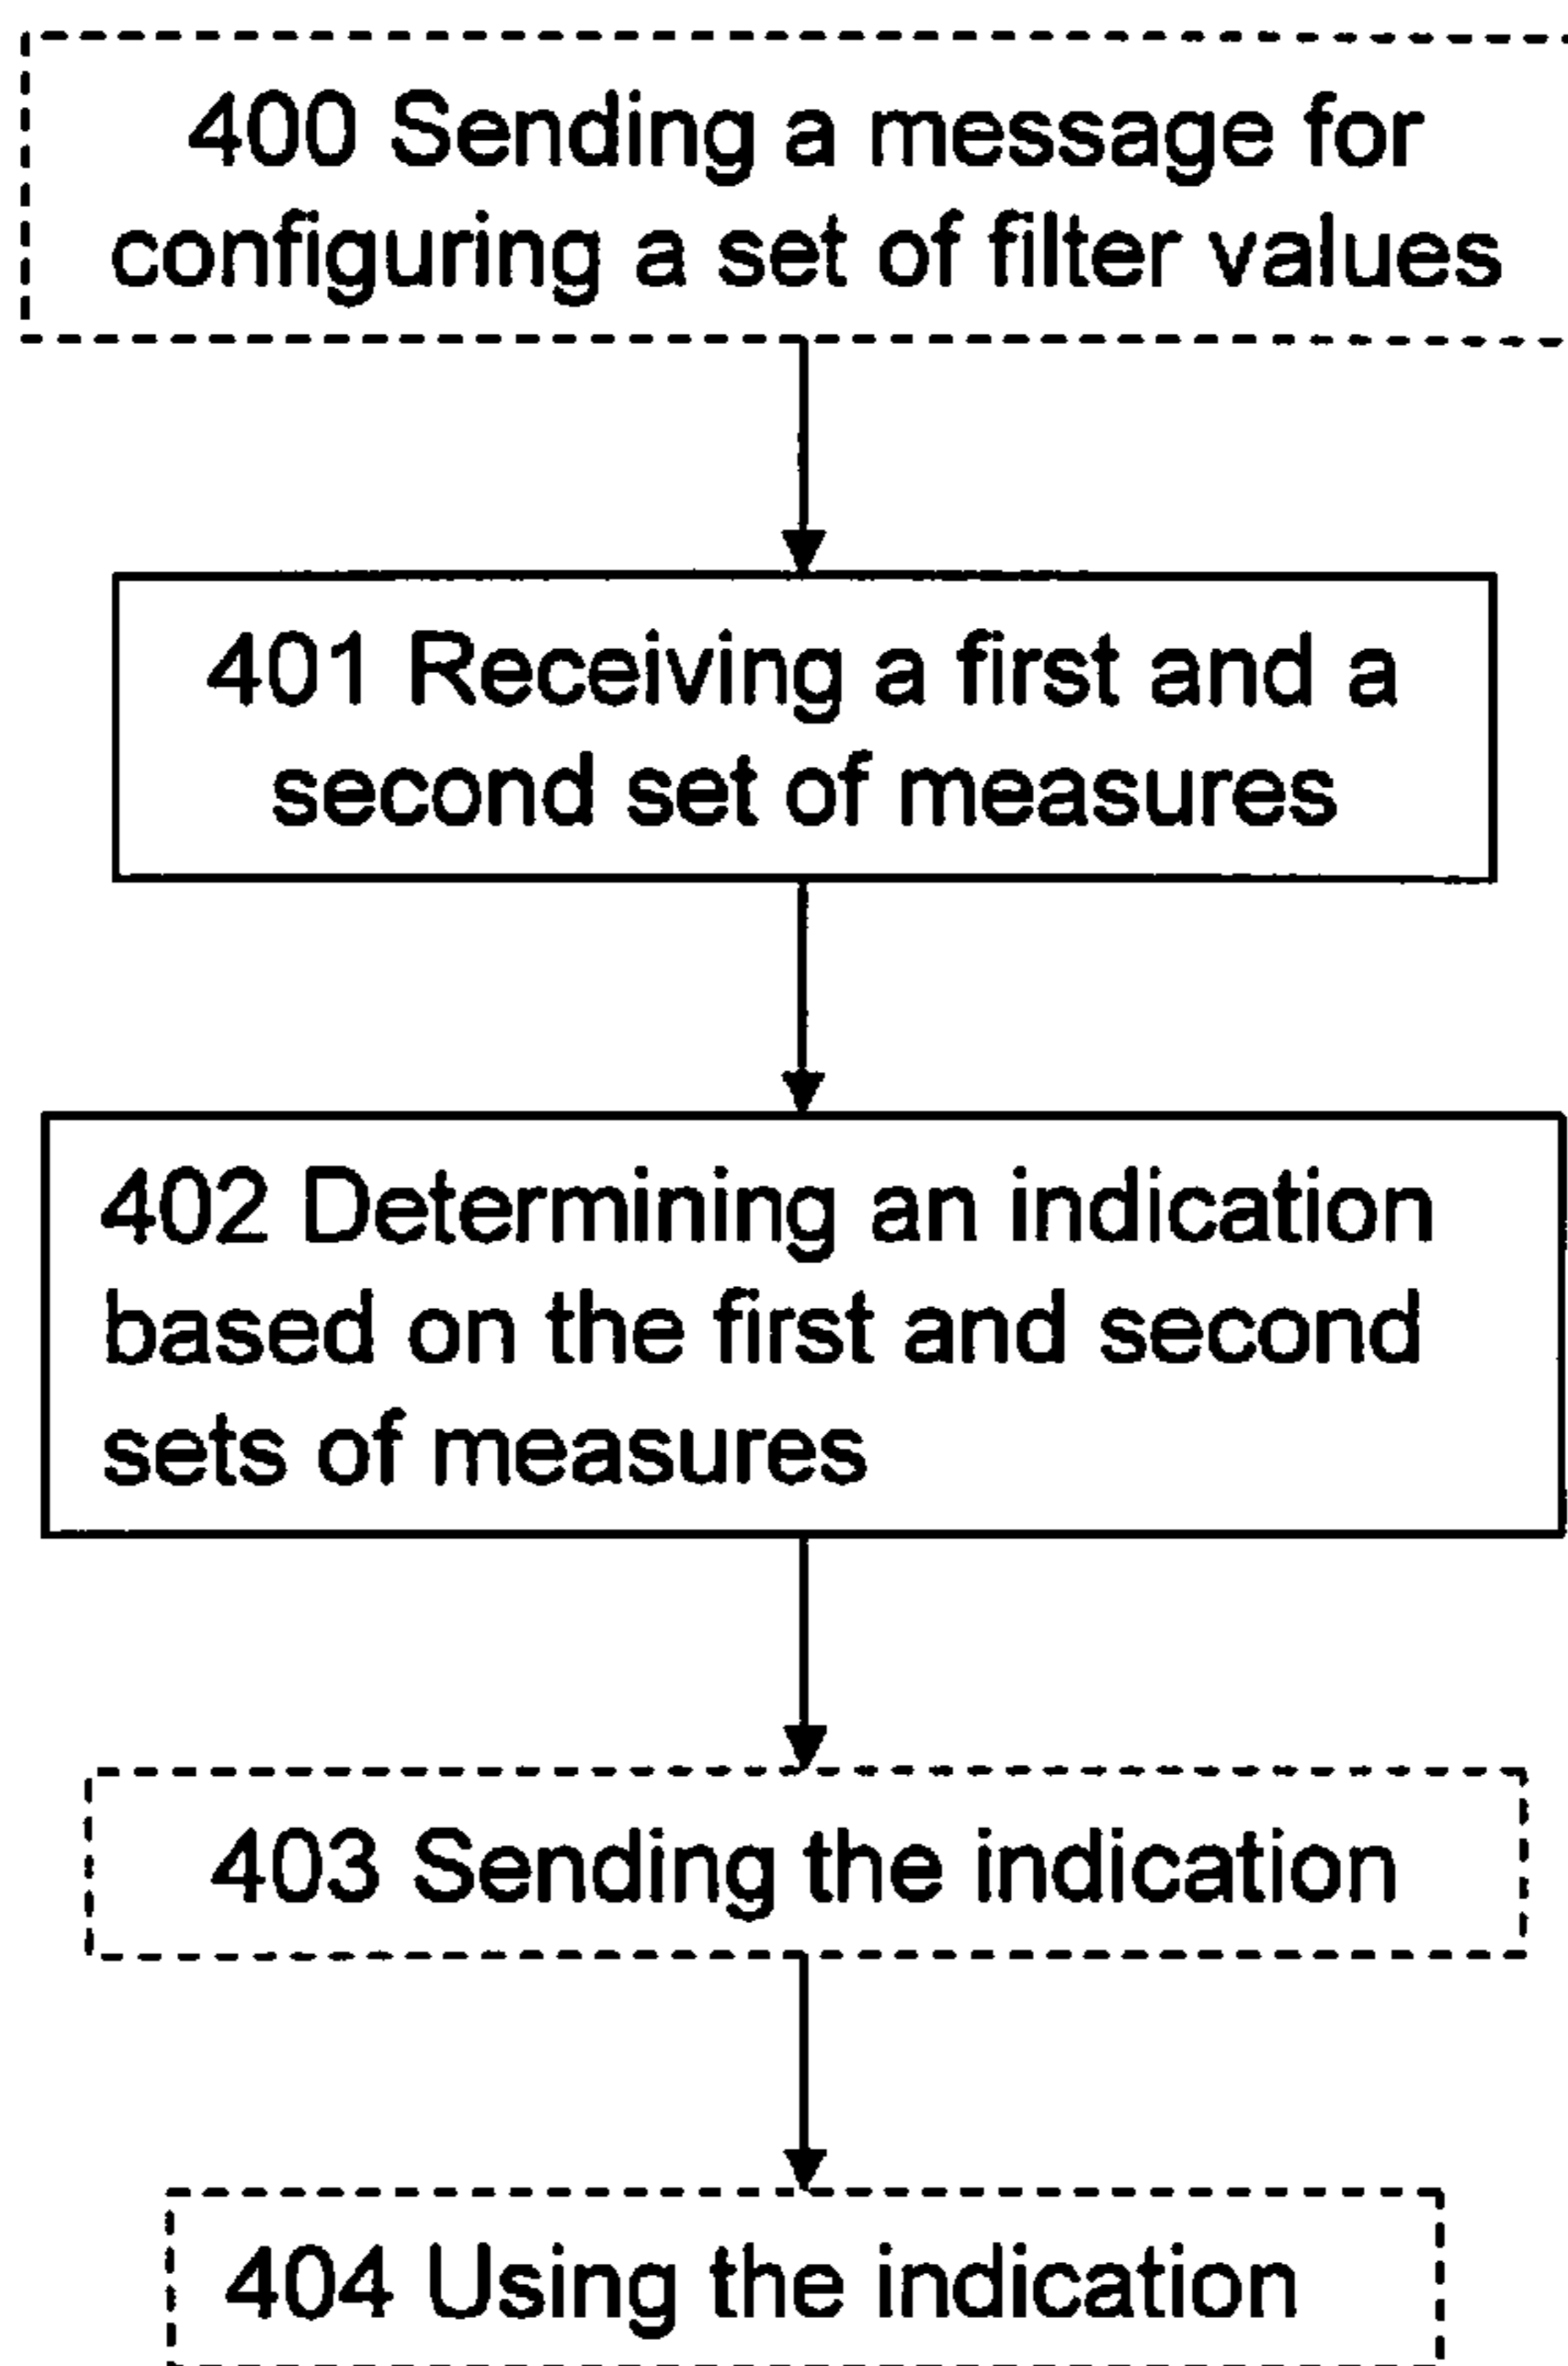 400 Sending a message for
configuring a set of filter values
401 Receiving a first and a
second set of measures
402 Determining an indication
based on the first and second
sets of measures
403 Sending the indication
404 Using the indication